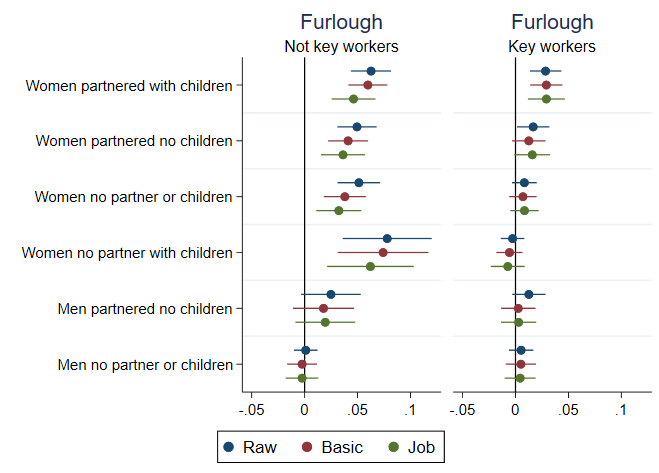 Furlough Furlough
Not key workers Key workers
Women partnered with children
Women partnered no children
Women no partner or children
Women no partner with children
Men partnered no children
Men no partner or children
-.05 0 .05 .1 -.05 0 .05 .1
Raw Basic Job